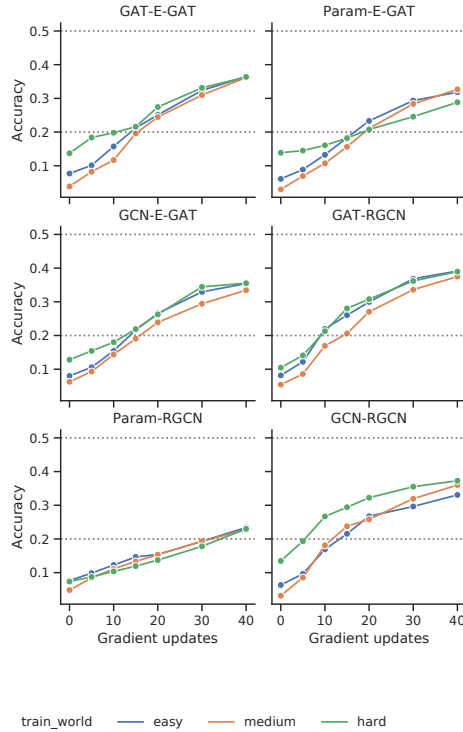 GAT-E-GAT
Param-E-GAT
0.5
0.4
0.3
0.2
0.1
Accuracy
GCN-E-GAT
GAT-RGCN
0.5
0.4
0.3
0.2
0.1
Accuracy
Param-RGCN
GCN-RGCN
0.5
0.4
0.3
0.2
0.1
Accuracy
0 10 20 30 40
0 10 20 30 40
Gradient updates
Gradient updates
train_world easy medium hard